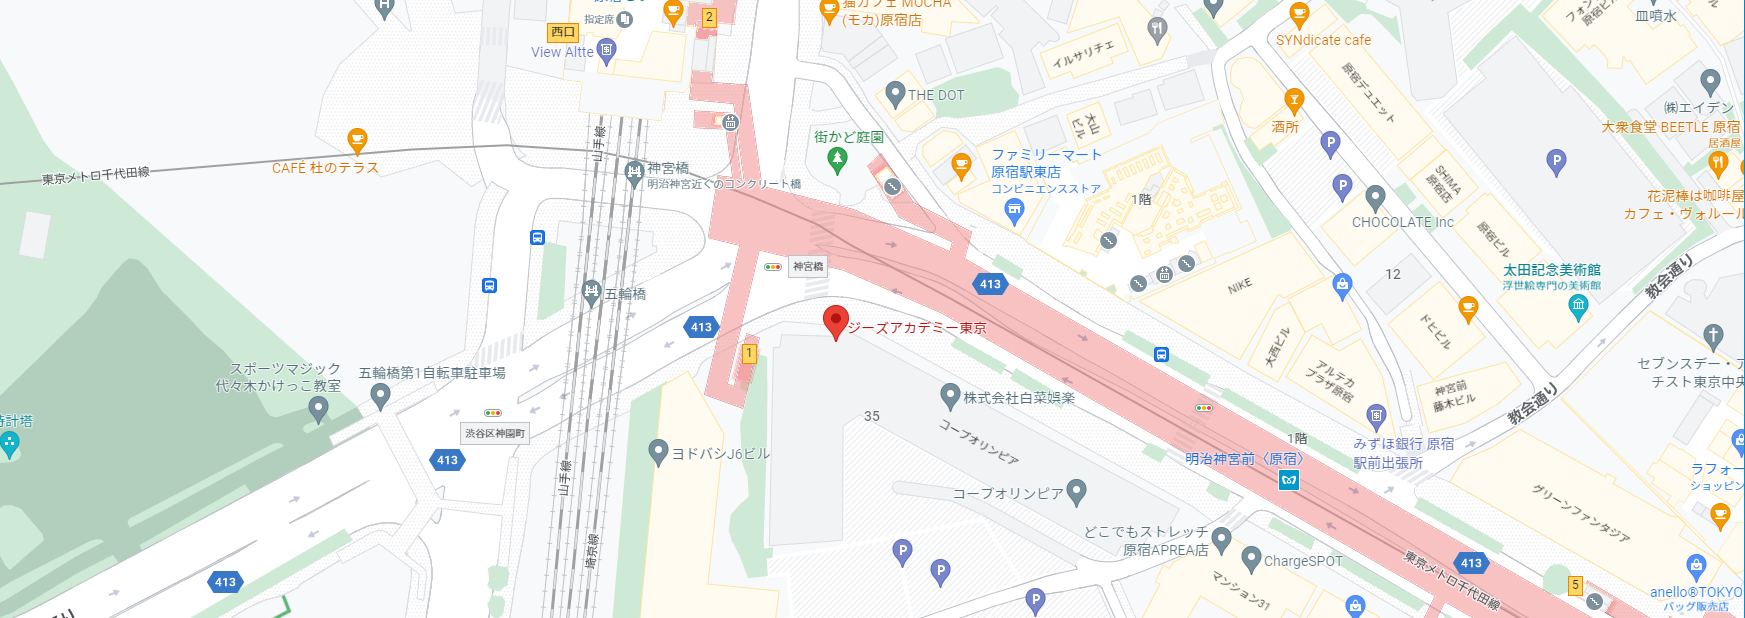 猫カフェ MOCHA
(モカ)原宿店
指定席
2
西口
View Altte
皿噴水
SYNdicate cafe
イルサリチェ
原宿デュエット
THE DOT
㈱エイデン
大山
ビル
酒所
大衆食堂 BEETLE 原宿
居酒屋
山手線
街かど庭園
CAFÉ 杜のテラス
東京メトロ千代田線
神宮橋
明治神宮近くのコンクリート橋
ファミリーマート
原宿駅東店
コンビニエンスストア
1階
SHIMA
原宿店
花泥棒は珈琲屋
カフェ・ヴォルール
CHOCOLATE Inc
原宿ビル
神宮橋
413
NIKE
12
太田記念美術館
浮世絵専門の美術館
教会通り
五輪橋
413
ジーズアカデミー東京
大西ビル
ドヒビル
1
スポーツマジック
代々木かけっこ教室
五輪橋第1自転車駐車場
アルテカ
プラザ原宿
セブンスデー・ア
チスト東京中央
神宮前
藤木ビル
教会通り
時計塔
渋谷区神園町
35
株式会社白菜娯楽
コープオリンピア
1階
みずほ銀行 原宿
駅前出張所
413
ヨドバシJ6ビル
明治神宮前〈原宿〉
ラフォー
ショッピン
山手線
コープオリンピア
グリーンファンタジア
どこでもストレッチ
原宿APREA店
埼京線
ChargeSPOT
413
東京メトロ千代田線
413
マンション31
5
anello®TOKYO
バッグ販売店